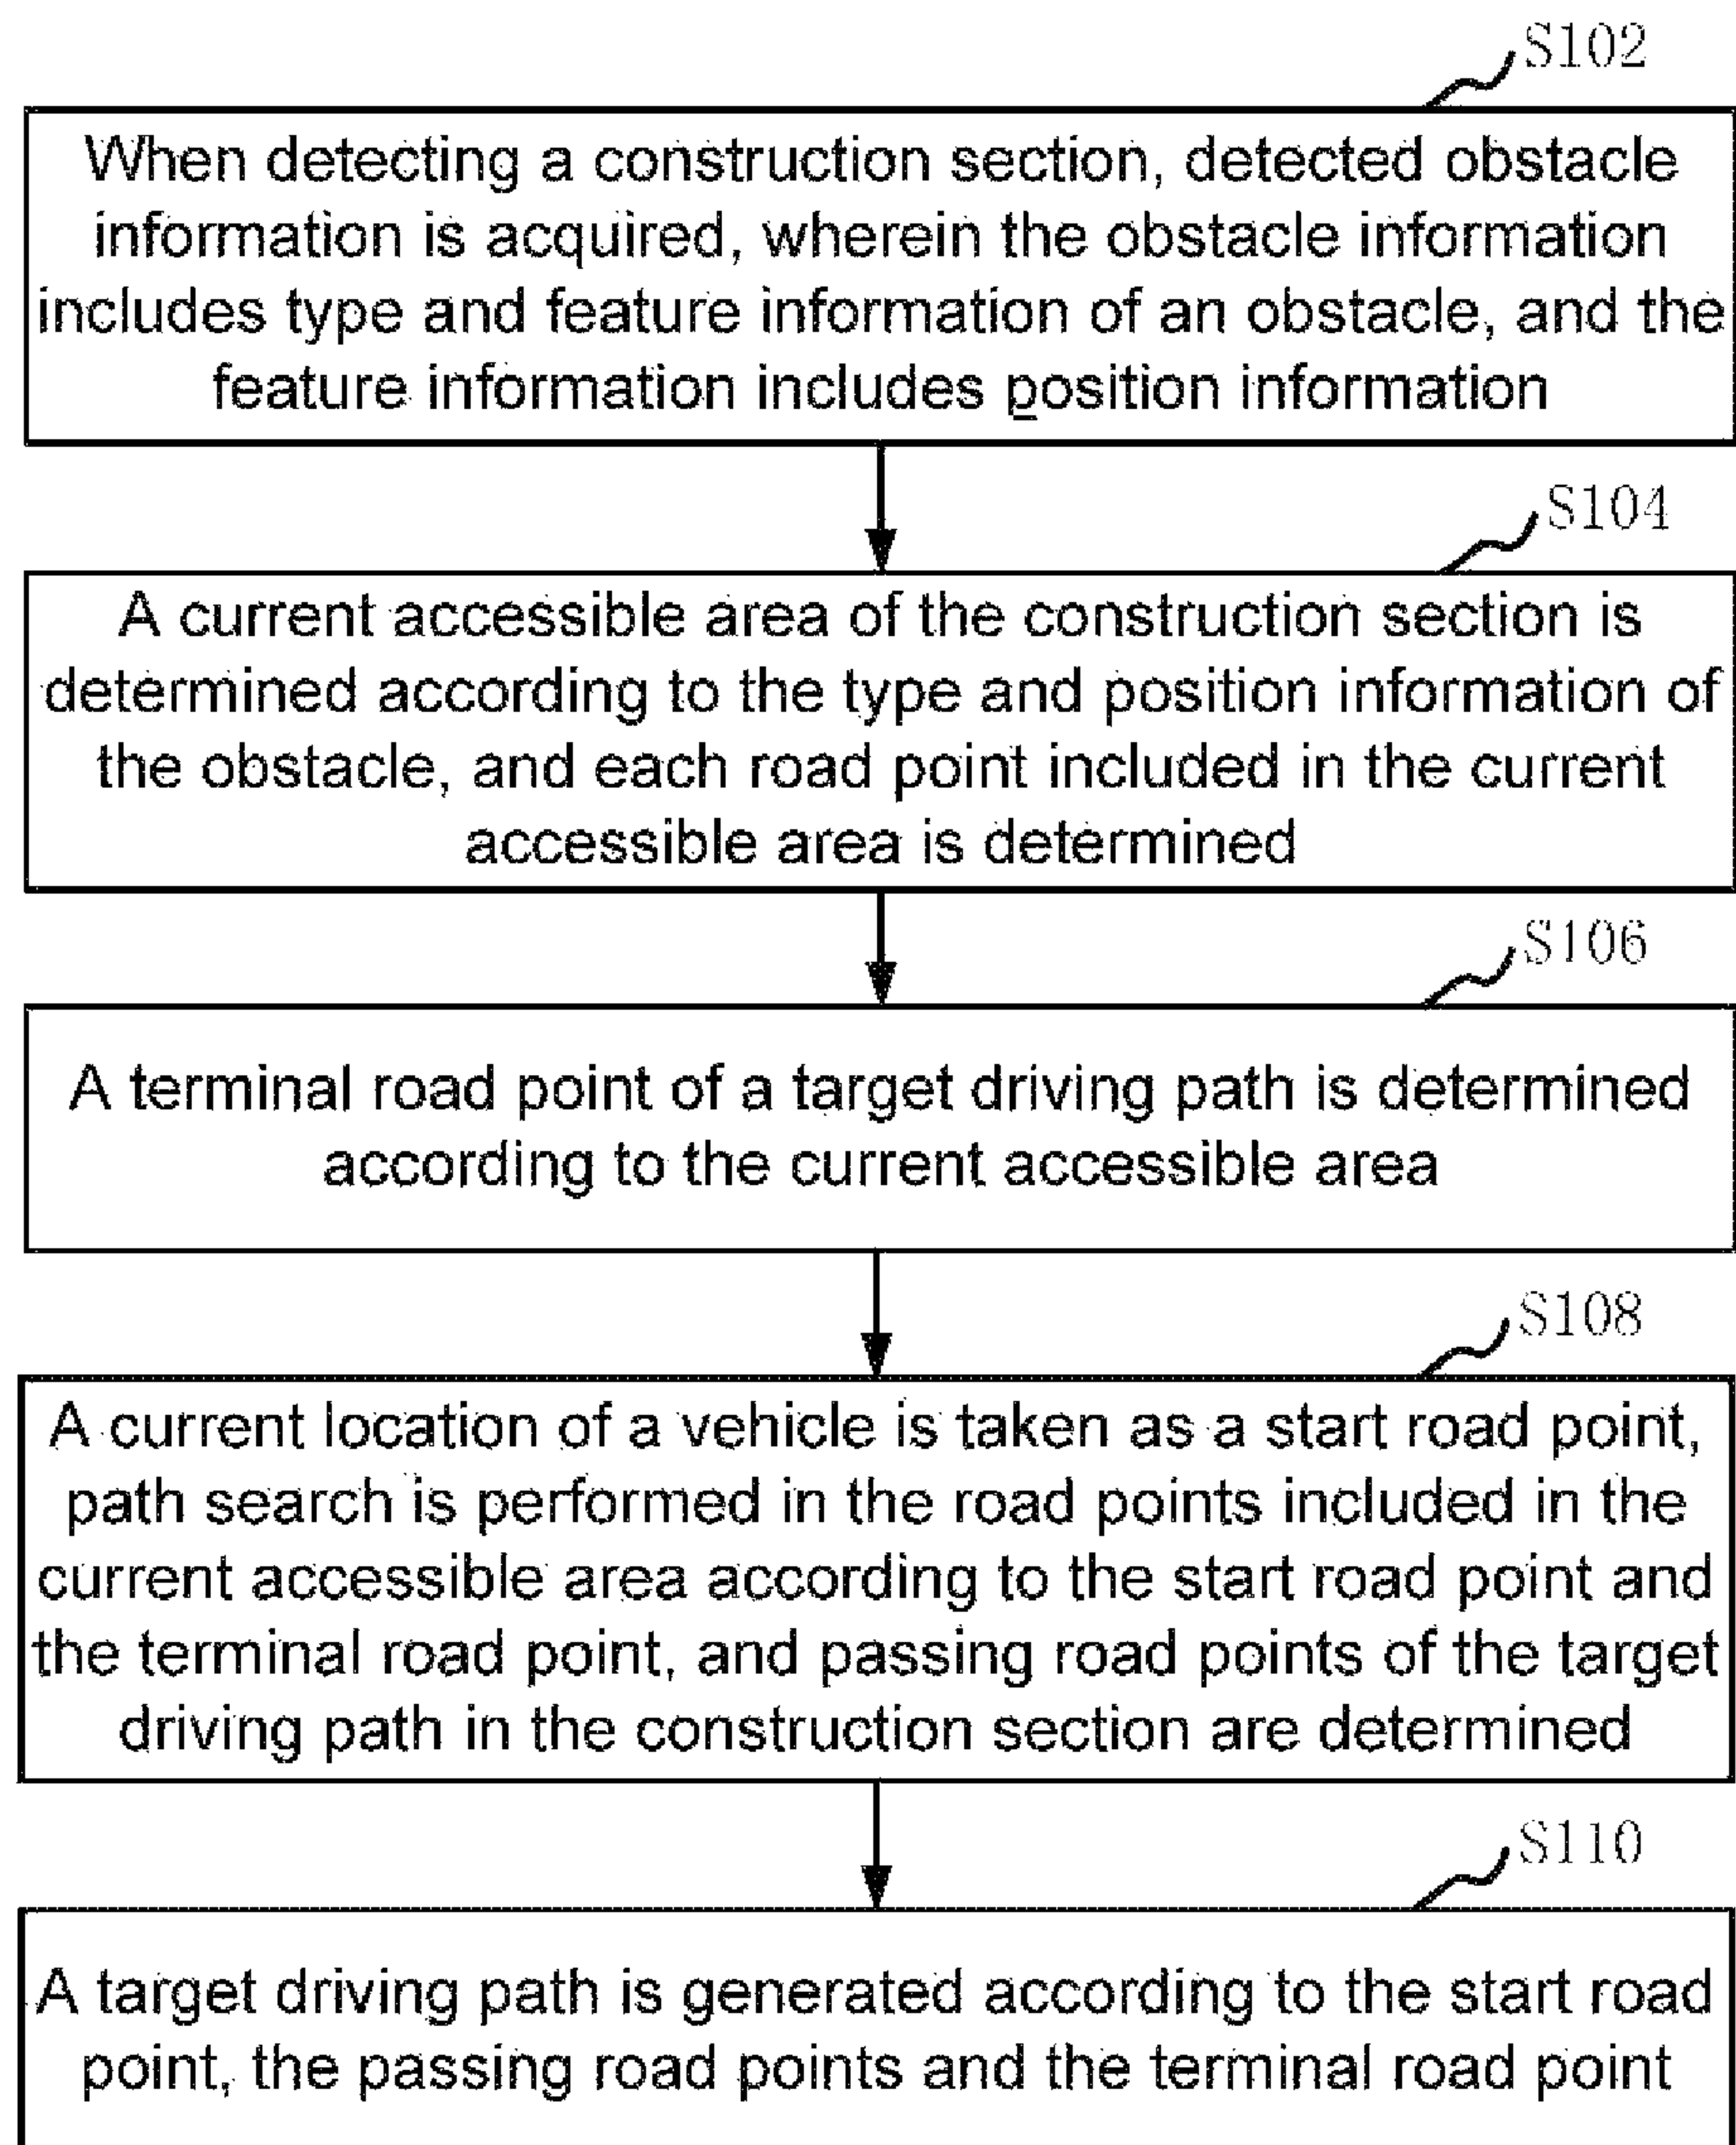 S102
When detecting a construction section, detected obstacle
information is acquired, wherein the obstacle information
includes type and feature information of an obstacle, and the
feature information includes position information
S104
A current accessible area of the construction section is
determined according to the type and position information of
the obstacle, and each road point included in the current
accessible area is determined
S106
A terminal road point of a target driving path is determined
according to the current accessible area
S108
A current location of a vehicle is taken as a start road point,
path search is performed in the road points included in the
current accessible area according to the start road point and
the terminal road point, and passing road points of the target
driving path in the construction section are determined
S110
A target driving path is generated according to the start road
point, the passing road points and the terminal road point